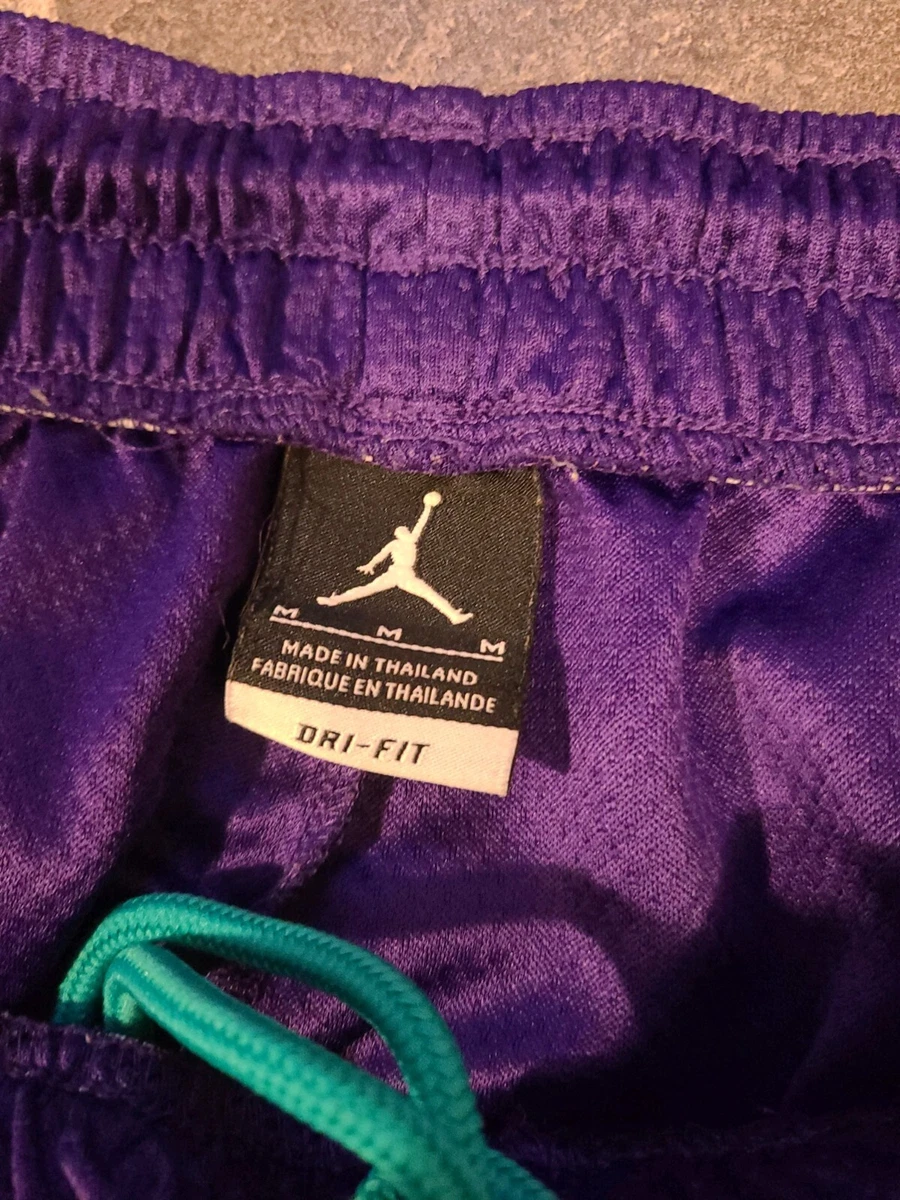 M M M
MADE IN THAILAND
FABRIQUE EN THAILANDE
DRI-FIT